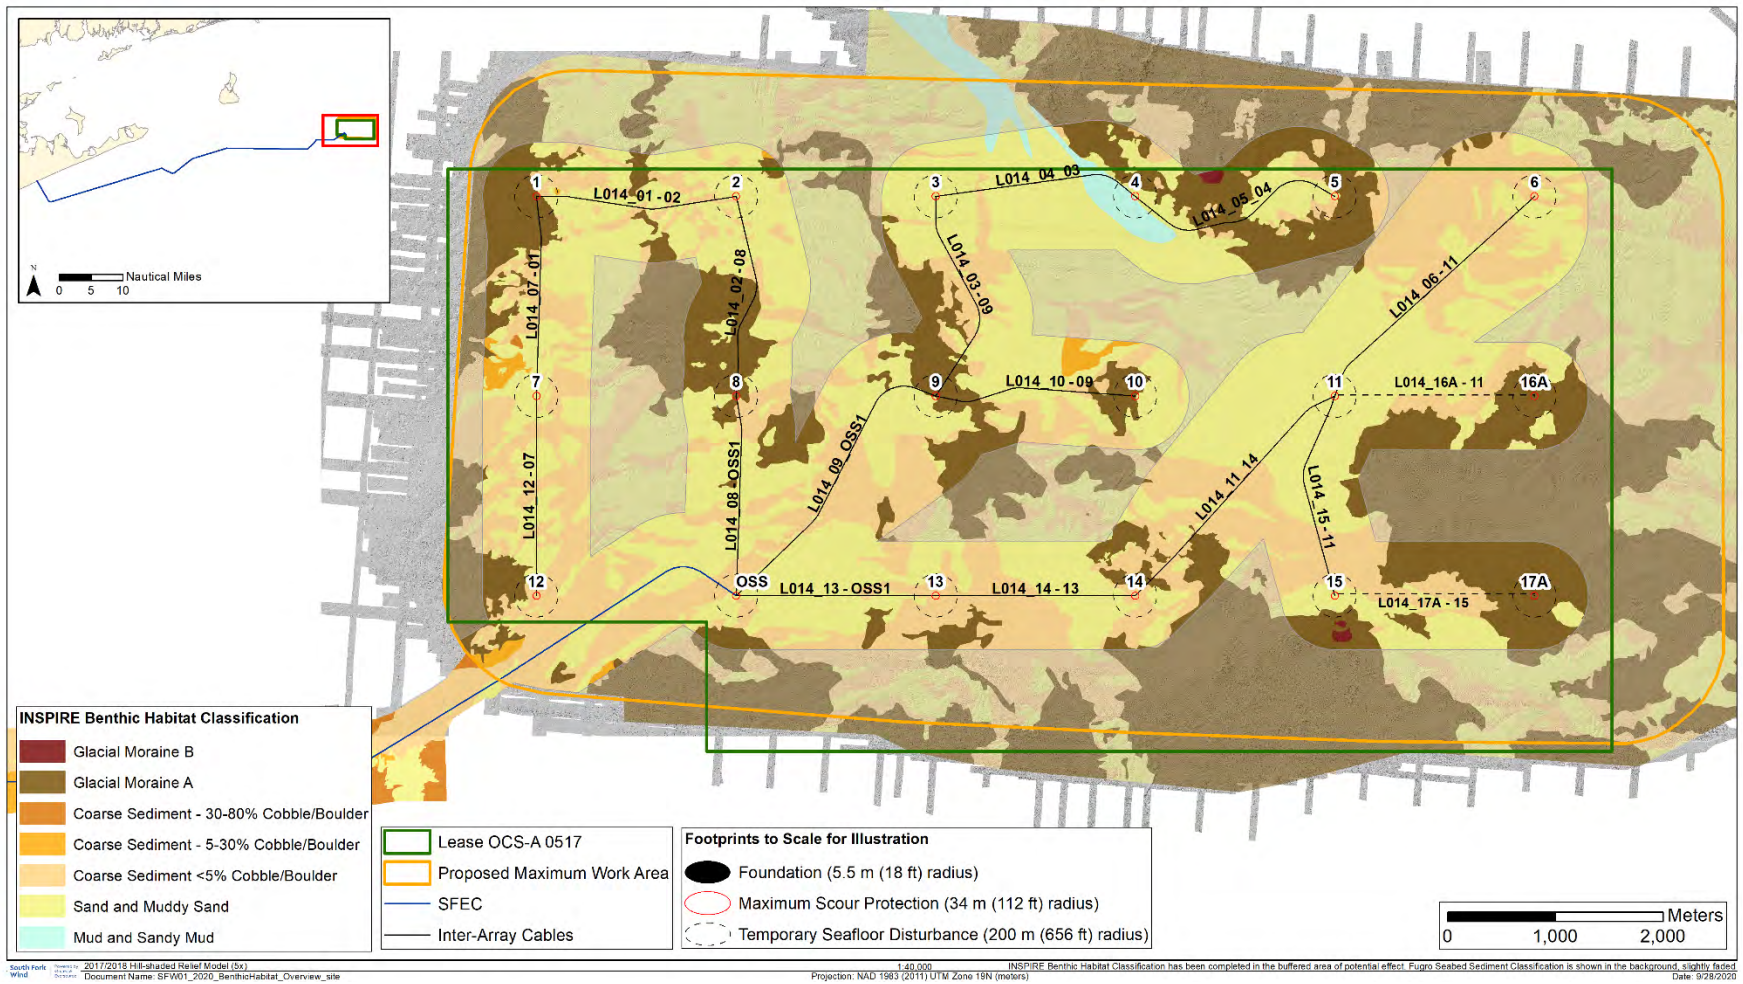 N
Nautical Miles
0 5 10
1
2
3
4
5
6
L014_01 - 02
L014_04_03
L014_05_04
L014_07 - 01
L014_02 - 08
L014_03 - 09
L014_06 - 11
7
8
9
10
11
16A
L014_10 - 09
L014_16A - 11
L014_12 - 07
L014_08 - OSS1
L014_09_OSS1
L014_11_14
L014_15 - 11
12
OSS
13
14
15
17A
L014_13 - OSS1
L014_14 - 13
L014_17A - 15
INSPIRE Benthic Habitat Classification
Glacial Moraine B
Glacial Moraine A
Coarse Sediment - 30-80% Cobble/Boulder
Coarse Sediment - 5-30% Cobble/Boulder
Coarse Sediment <5% Cobble/Boulder
Sand and Muddy Sand
Mud and Sandy Mud
Lease OCS-A 0517
Proposed Maximum Work Area
SFEC
Inter-Array Cables
Footprints to Scale for Illustration
Foundation (5.5 m (18 ft) radius)
Maximum Scour Protection (34 m (112 ft) radius)
Temporary Seafloor Disturbance (200 m (656 ft) radius)
Meters
0 1,000 2,000
South Fork
Wind
2017/2018 Hill-shaded Relief Model (5x)
Document Name: SFW01_2020_BenthicHabitat_Overview_site
1:40,000
Projection: NAD 1983 (2011) UTM Zone 19N (meters)
INSPIRE Benthic Habitat Classification has been completed in the buffered area of potential effect. Fugro Seabed Sediment Classification is shown in the background, slightly faded.
Date: 9/28/2020